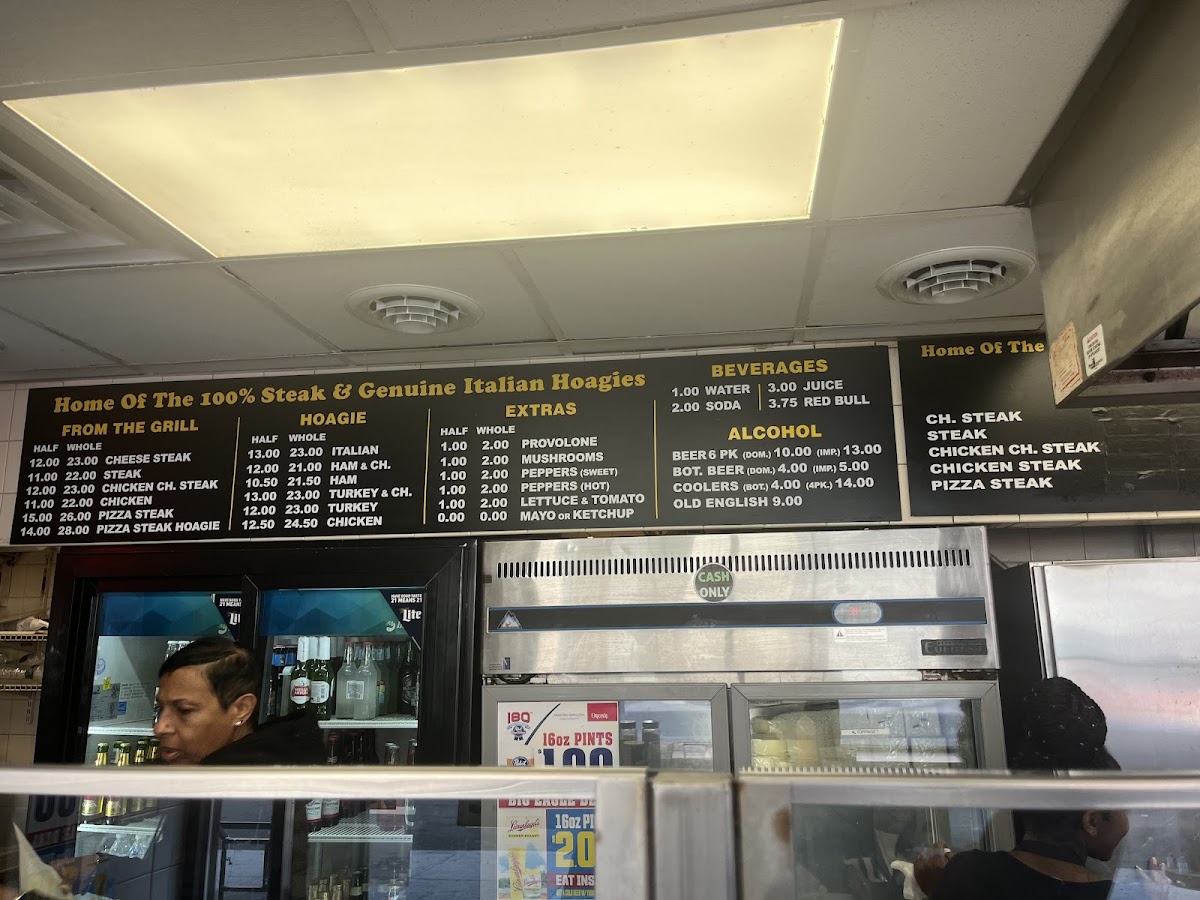 Home Of The 100% Steak & Genuine Italian Hoagies
FROM THE GRILL
HALF WHOLE
12.00 23.00 CHEESE STEAK
11.00 22.00 STEAK
12.00 23.00 CHICKEN CH. STEAK
11.00 22.00 CHICKEN
15.00 26.00 PIZZA STEAK
14.00 28.00 PIZZA STEAK HOAGIE
HOAGIE
HALF WHOLE
13.00 23.00 ITALIAN
12.00 21.00 HAM & CH.
10.50 21.50 HAM
13.00 23.00 TURKEY & CH.
12.00 23.00 TURKEY
12.50 24.50 CHICKEN
EXTRAS
HALF WHOLE
1.00 2.00 PROVOLONE
1.00 2.00 MUSHROOMS
1.00 2.00 PEPPERS (SWEET)
1.00 2.00 PEPPERS (HOT)
1.00 2.00 LETTUCE & TOMATO
0.00 0.00 MAYO OR KETCHUP
BEVERAGES
1.00 WATER
2.00 SODA
3.00 JUICE
3.75 RED BULL
ALCOHOL
BEER 6 PK (DOM.) 10.00 (IMP.) 13.00
BOT. BEER (DOM.) 4.00 (IMP.) 5.00
COOLERS (BOT.) 4.00 (4PK.) 14.00
OLD ENGLISH 9.00
Home Of The
CH. STEAK
STEAK
CHICKEN CH. STEAK
CHICKEN STEAK
PIZZA STEAK
CASH
ONLY
21 MEANS 21
Lite
16oz PINTS
16oz PI
2.0
EAT INS